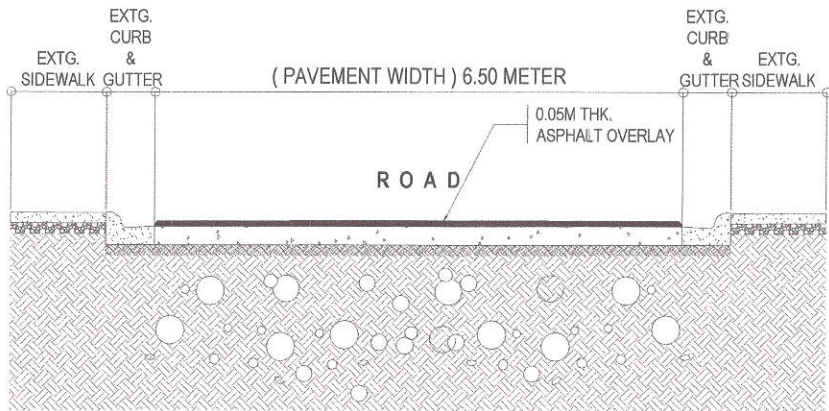 EXTG.
CURB
&
GUTTER
EXTG.
SIDEWALK
( PAVEMENT WIDTH ) 6.50 METER
EXTG.
CURB
&
GUTTER
EXTG.
SIDEWALK
0.05M THK.
ASPHALT OVERLAY
ROAD